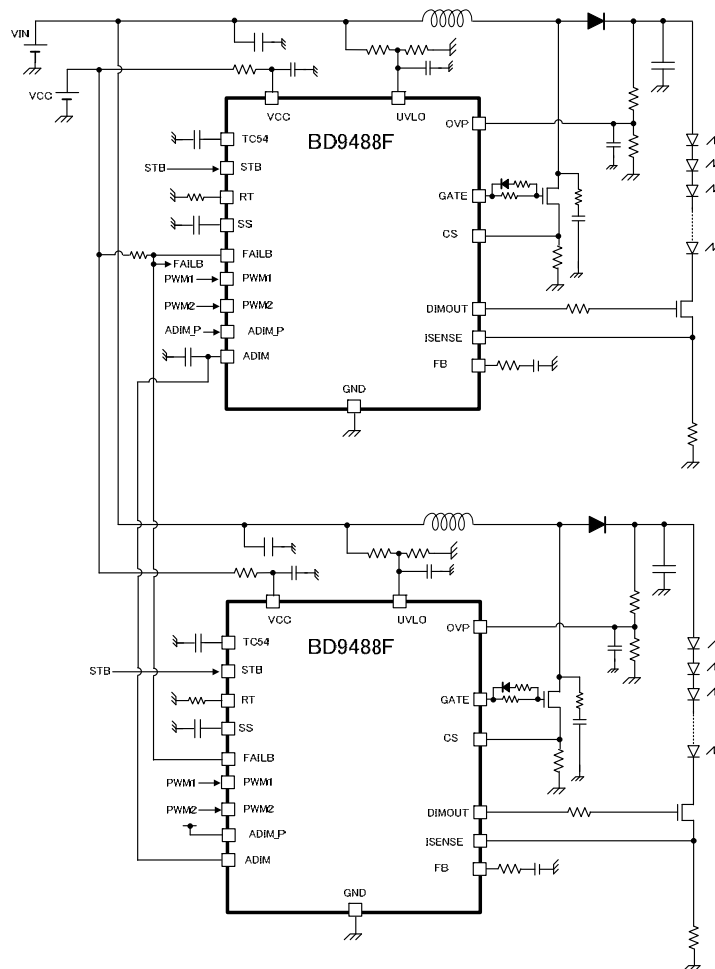 VIN
VCC
VCC
UVLO
BD9488F
TC54
STB
STB
RT
SS
FAILB
FAILB
PWM1
PWM1
PWM2
PWM2
ADIM_P
ADIM_P
ADIM
GND
OVP
GATE
CS
DIMOUT
ISENSE
FB
VCC
UVLO
BD9488F
TC54
STB
STB
RT
SS
FAILB
PWM1
PWM1
PWM2
PWM2
ADIM_P
ADIM
GND
OVP
GATE
CS
DIMOUT
ISENSE
FB